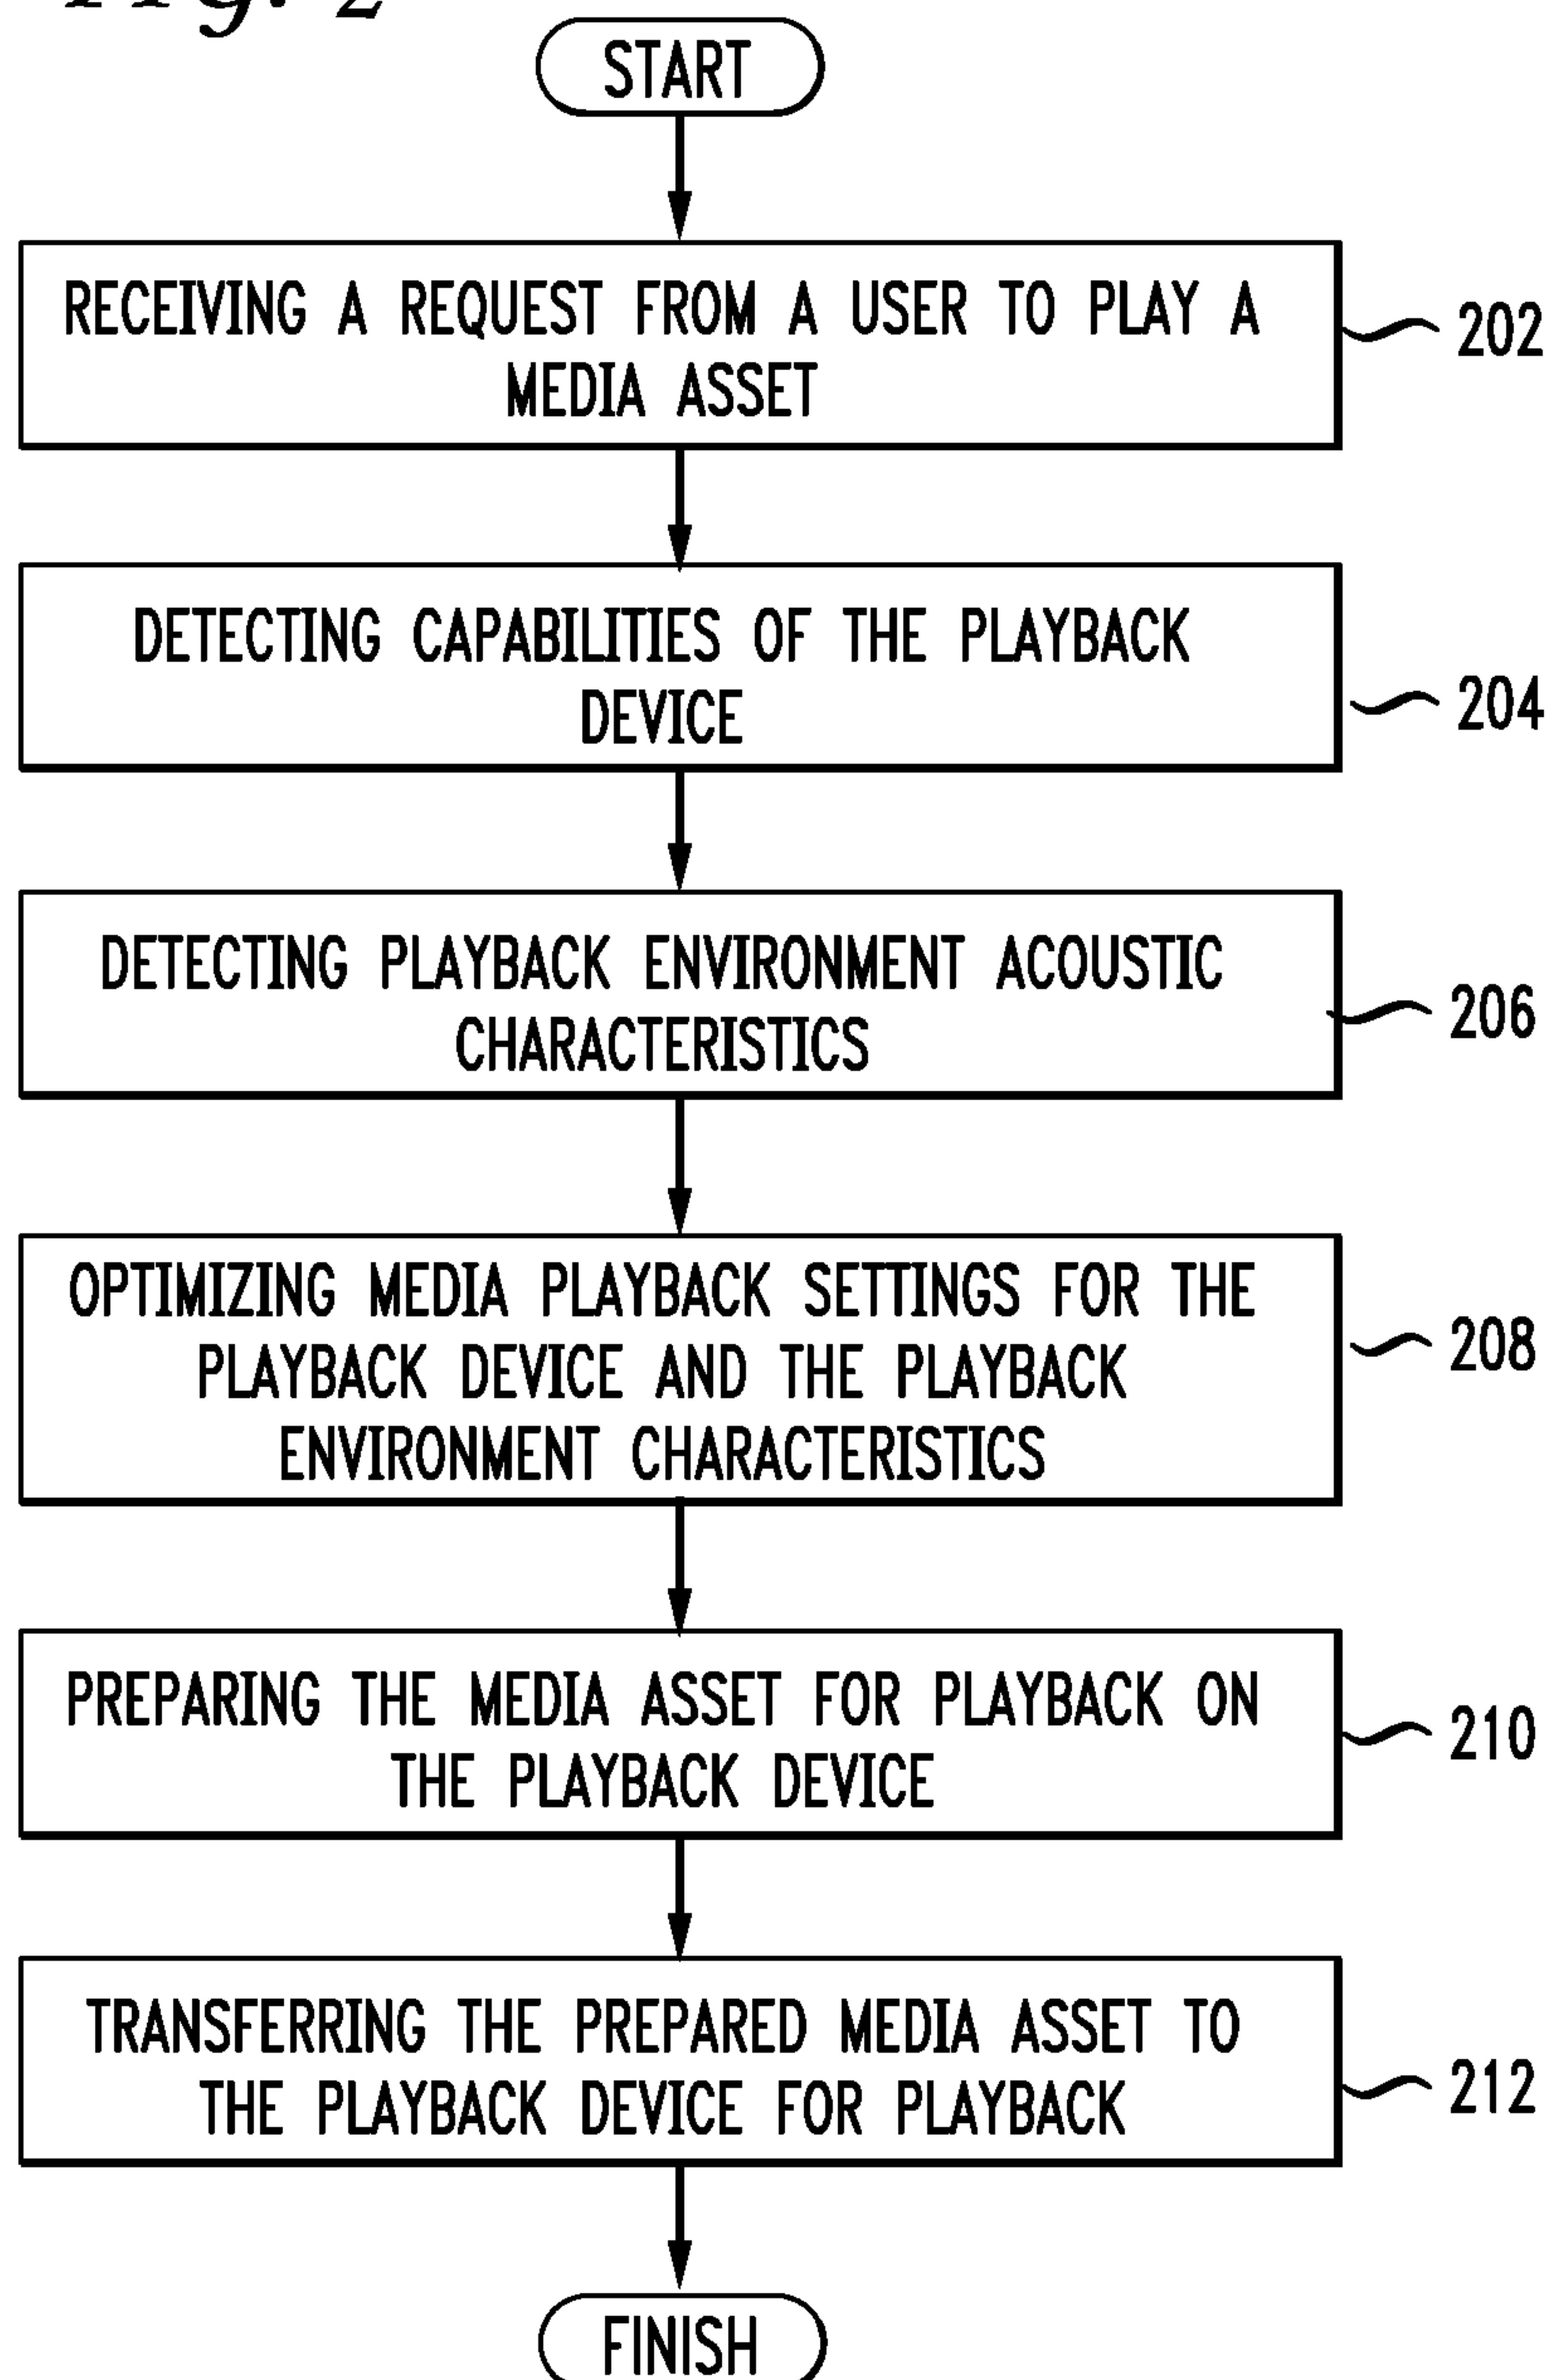 Fig. 2
START
RECEIVING A REQUEST FROM A USER TO PLAY A
MEDIA ASSET
202
DETECTING CAPABILITIES OF THE PLAYBACK
DEVICE
204
DETECTING PLAYBACK ENVIRONMENT ACOUSTIC
CHARACTERISTICS
206
OPTIMIZING MEDIA PLAYBACK SETTINGS FOR THE
PLAYBACK DEVICE AND THE PLAYBACK
ENVIRONMENT CHARACTERISTICS
208
PREPARING THE MEDIA ASSET FOR PLAYBACK ON
THE PLAYBACK DEVICE
210
TRANSFERRING THE PREPARED MEDIA ASSET TO
THE PLAYBACK DEVICE FOR PLAYBACK
212
FINISH